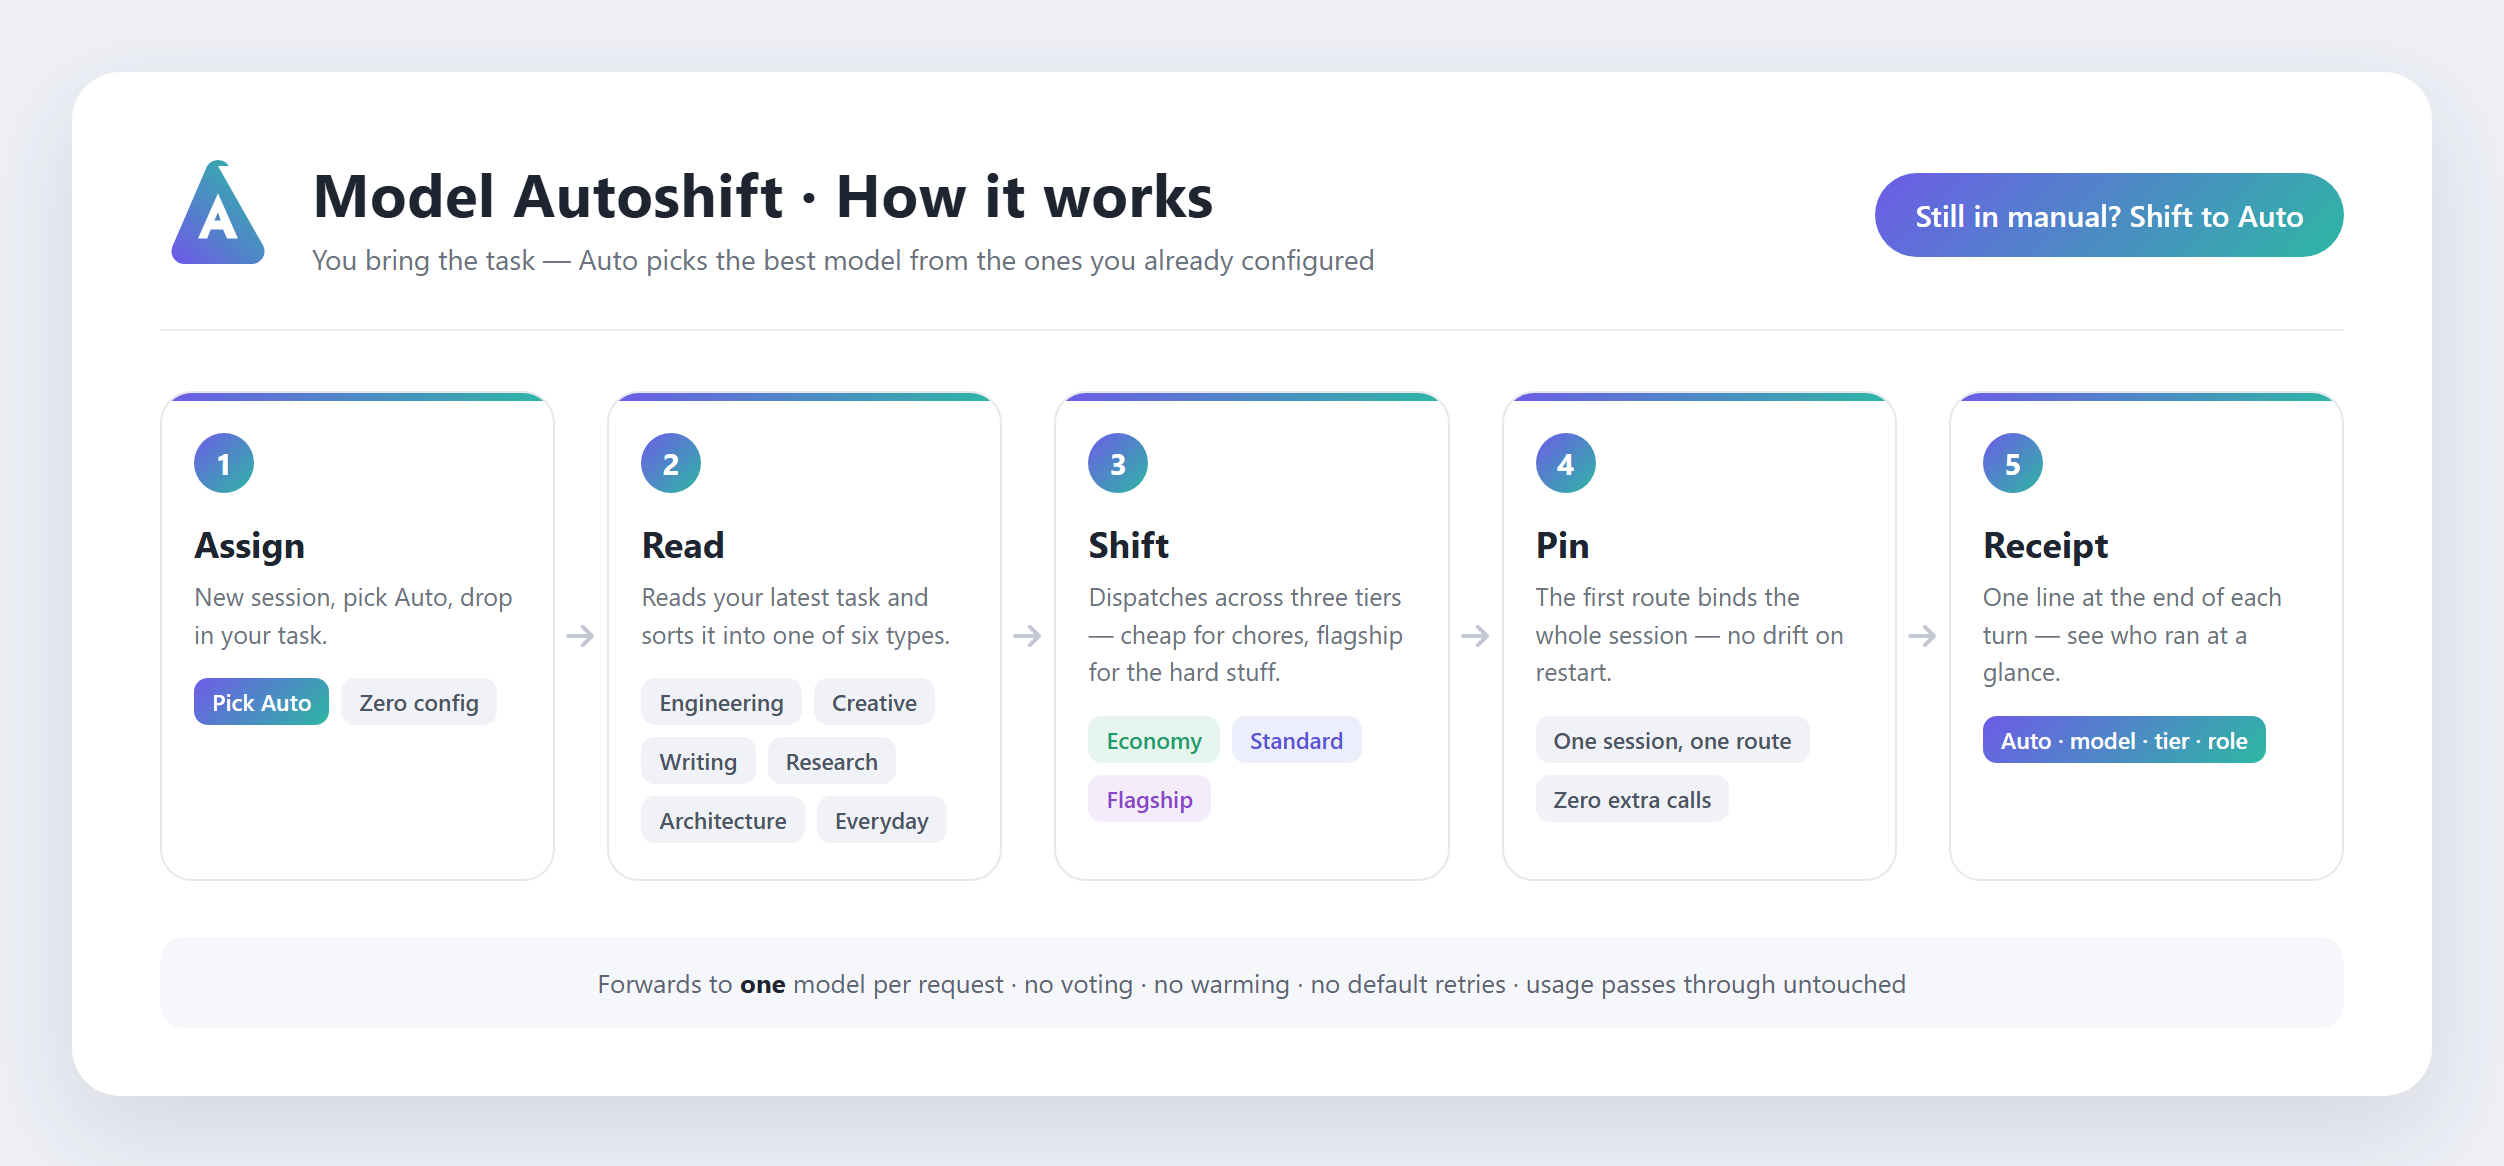 A
Model Autoshift · How it works
You bring the task — Auto picks the best model from the ones you already configured
Still in manual? Shift to Auto
1
Assign
New session, pick Auto, drop
in your task.
Pick Auto
Zero config
2
Read
Reads your latest task and
sorts it into one of six types.
Engineering
Creative
Writing
Research
Architecture
Everyday
3
Shift
Dispatches across three tiers
— cheap for chores, flagship
for the hard stuff.
Economy
Standard
Flagship
4
Pin
The first route binds the
whole session — no drift on
restart.
One session, one route
Zero extra calls
5
Receipt
One line at the end of each
turn — see who ran at a
glance.
Auto · model · tier · role
Forwards to one model per request · no voting · no warming · no default retries · usage passes through untouched